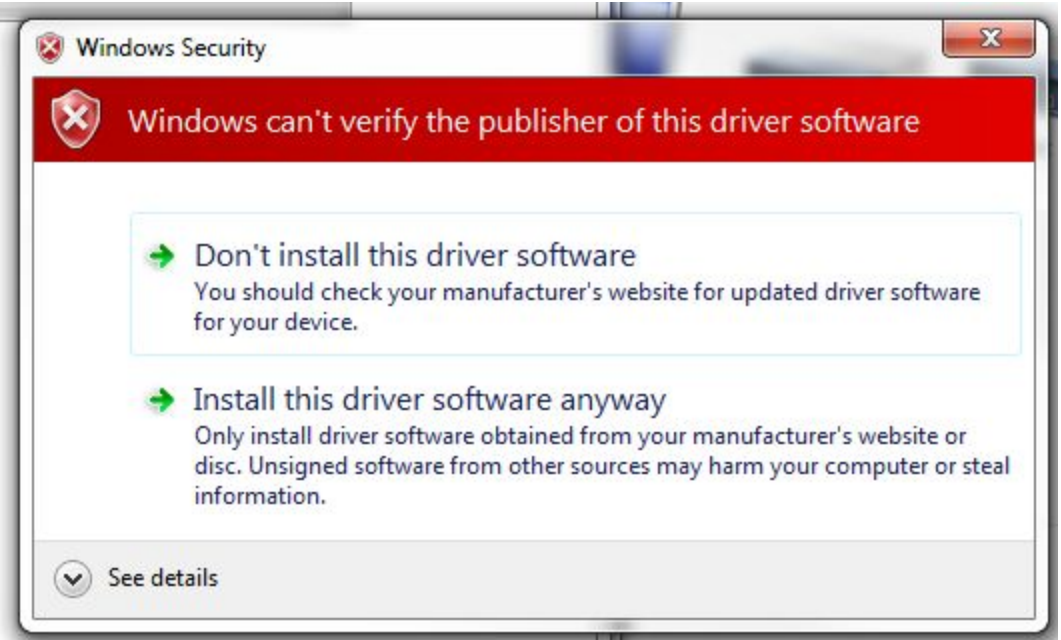 Windows Security
Windows can't verify the publisher of this driver software
Don't install this driver software
You should check your manufacturer's website for updated driver software
for your device.
Install this driver software anyway
Only install driver software obtained from your manufacturer's website or
disc. Unsigned software from other sources may harm your computer or steal
information.
See details